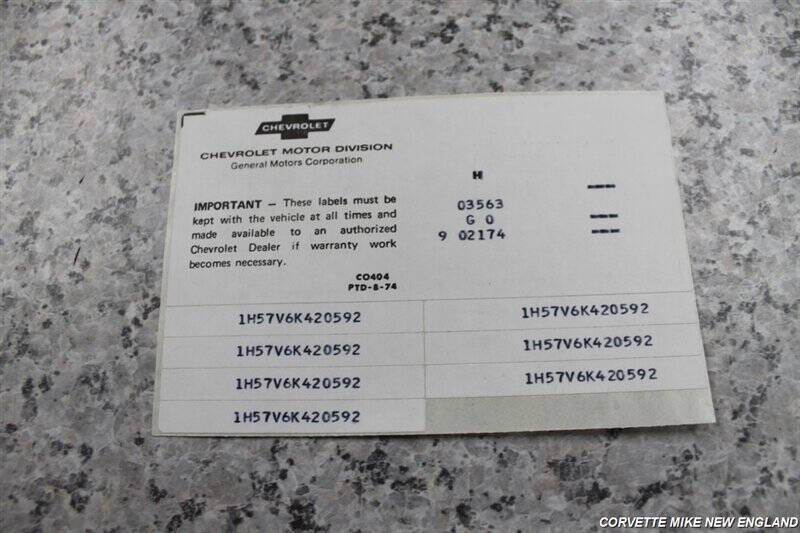 CHEVROLET
CHEVROLET MOTOR DIVISION
General Motors Corporation
IMPORTANT — These labels must be
kept with the vehicle at all times and
made available to an authorized
Chevrolet Dealer if warranty work
becomes necessary.
CO404
PTD-8-74
H
03563
G 0
9 02174
1H57V6K420592
1H57V6K420592
1H57V6K420592
1H57V6K420592
1H57V6K420592
1H57V6K420592
1H57V6K420592
CORVETTE MIKE NEW ENGLAND